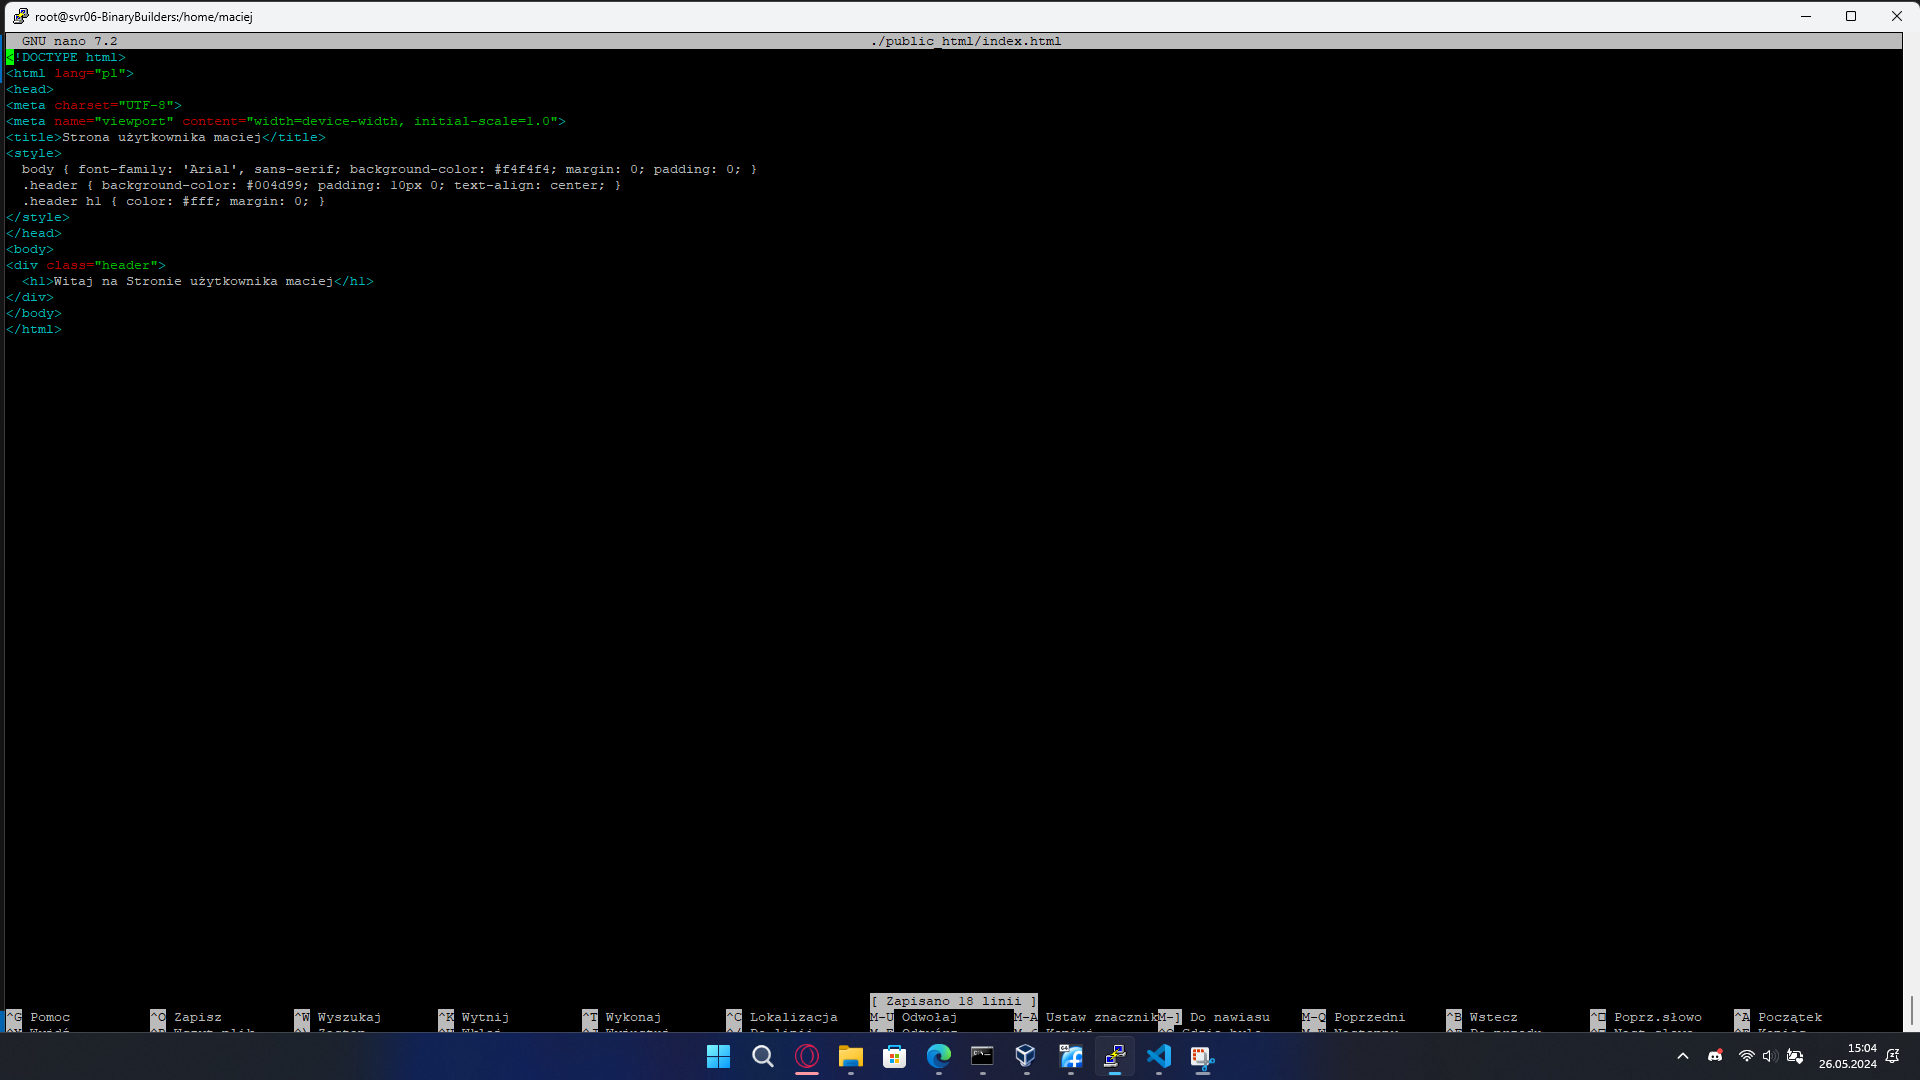 root@svr06-BinaryBuilders:/home/maciej
GNU nano 7.2 ./public_html/index.html
<!DOCTYPE html>
<html lang="pl">
<head>
<meta charset="UTF-8">
<meta name="viewport" content="width=device-width, initial-scale=1.0">
<title>Strona użytkownika maciej</title>
<style>
  body { font-family: 'Arial', sans-serif; background-color: #f4f4f4; margin: 0; padding: 0; }
  .header { background-color: #004d99; padding: 10px 0; text-align: center; }
  .header h1 { color: #fff; margin: 0; }
</style>
</head>
<body>
<div class="header">
  <h1>Witaj na Stronie użytkownika maciej</h1>
</div>
</body>
</html>
[ Zapisano 18 linii ]
^G Pomoc ^O Zapisz ^W Wyszukaj ^K Wytnij ^T Wykonaj ^C Lokalizacja M-U Odwołaj M-A Ustaw znacznik M-] Do nawiasu M-Q Poprzedni ^B Wstecz ^□ Poprz.słowo ^A Początek
15:04
26.05.2024